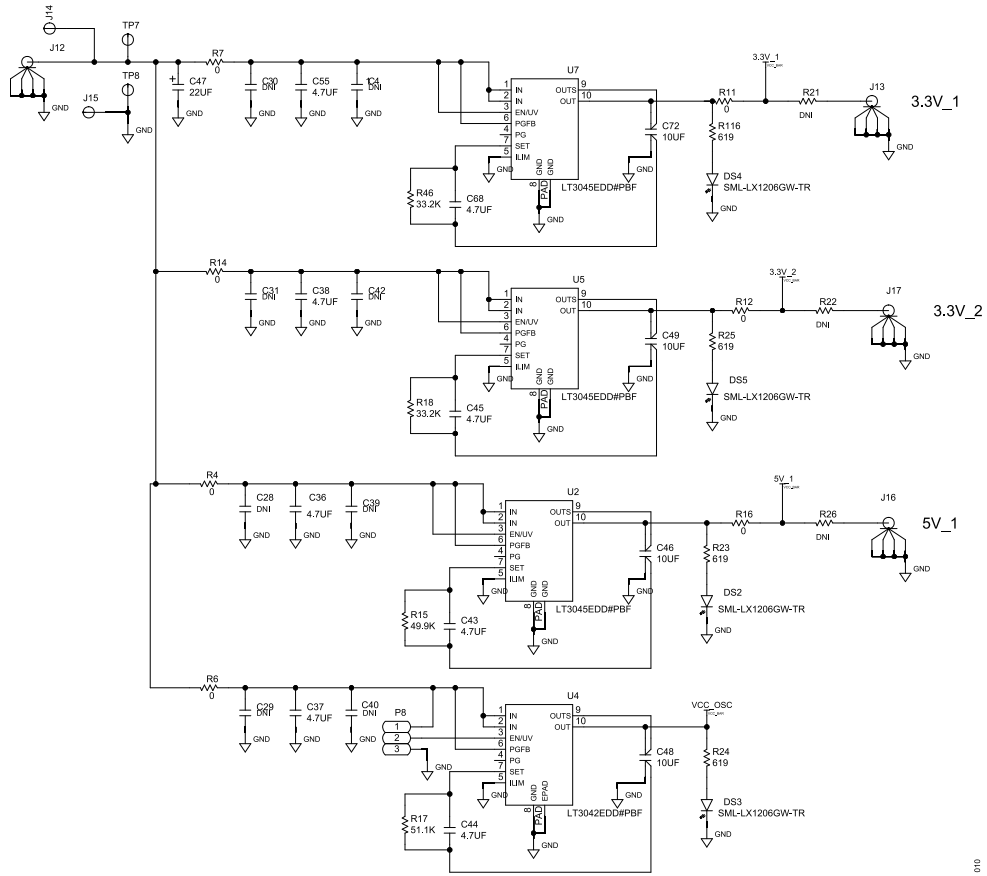 J14
TP7
J12
R7
0
GND
TP8
J15
GND
C47
22UF
GND
C30
DNI
GND
C55
4.7UF
GND
GND
U7
1 IN
2 IN
3 EN/UV
6 PGFB
4 PG
7 SET
5 ILIM
OUTS 9
OUT 10
GND
GND
8
PAD
GND
GND
LT3045EDD#PBF
R46
33.2K
C68
4.7UF
C72
10UF
GND
R11
0
3.3V_1
R21
DNI
J13
GND
3.3V_1
R116
619
DS4
SML-LX1206GW-TR
GND
R14
0
C31
DNI
GND
C38
4.7UF
GND
C42
DNI
GND
U5
1 IN
2 IN
3 EN/UV
6 PGFB
4 PG
7 SET
5 ILIM
OUTS 9
OUT 10
GND
GND
8
PAD
GND
GND
LT3045EDD#PBF
R18
33.2K
C45
4.7UF
C49
10UF
GND
R12
0
3.3V_2
R22
DNI
J17
GND
3.3V_2
R25
619
DS5
SML-LX1206GW-TR
GND
R4
0
C28
DNI
GND
C36
4.7UF
GND
C39
DNI
GND
U2
1 IN
2 IN
3 EN/UV
6 PGFB
4 PG
7 SET
5 ILIM
OUTS 9
OUT 10
GND
GND
8
PAD
GND
GND
LT3045EDD#PBF
R15
49.9K
C43
4.7UF
C46
10UF
GND
R16
0
5V_1
R26
DNI
J16
GND
5V_1
R23
619
DS2
SML-LX1206GW-TR
GND
R6
0
C29
DNI
GND
C37
4.7UF
GND
C40
DNI
GND
P8
1
2
3
GND
U4
1 IN
2 IN
3 EN/UV
6 PGFB
4 PG
7 SET
5 ILIM
OUTS 9
OUT 10
GND
EPAD
8
PAD
GND
GND
LT3042EDD#PBF
R17
51.1K
C44
4.7UF
C48
10UF
GND
VCC_OSC
R24
619
DS3
SML-LX1206GW-TR
GND
010